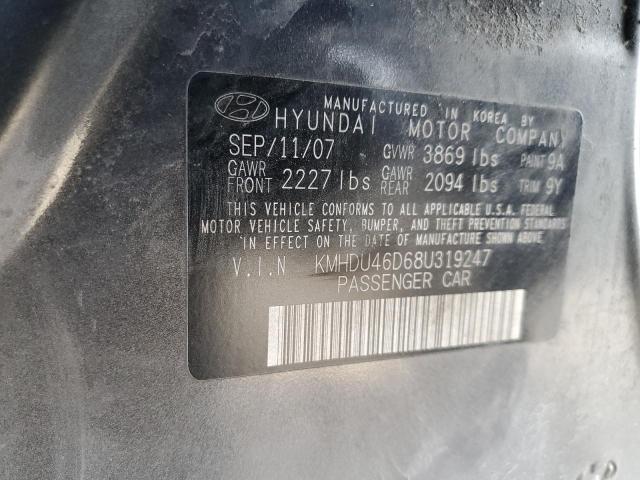 MANUFACTURED IN KOREA BY
HYUNDAI MOTOR COMPANY
SEP/11/07 GVWR 3869 lbs PAINT 9A
GAWR FRONT 2227 lbs GAWR REAR 2094 lbs TRIM 9Y
THIS VEHICLE CONFORMS TO ALL APPLICABLE U.S.A. FEDERAL
MOTOR VEHICLE SAFETY, BUMPER, AND THEFT PREVENTION STANDARDS
IN EFFECT ON THE DATE OF MANUFACTURE SHOWN ABOVE
V.I.N KMHDU46D68U319247
PASSENGER CAR